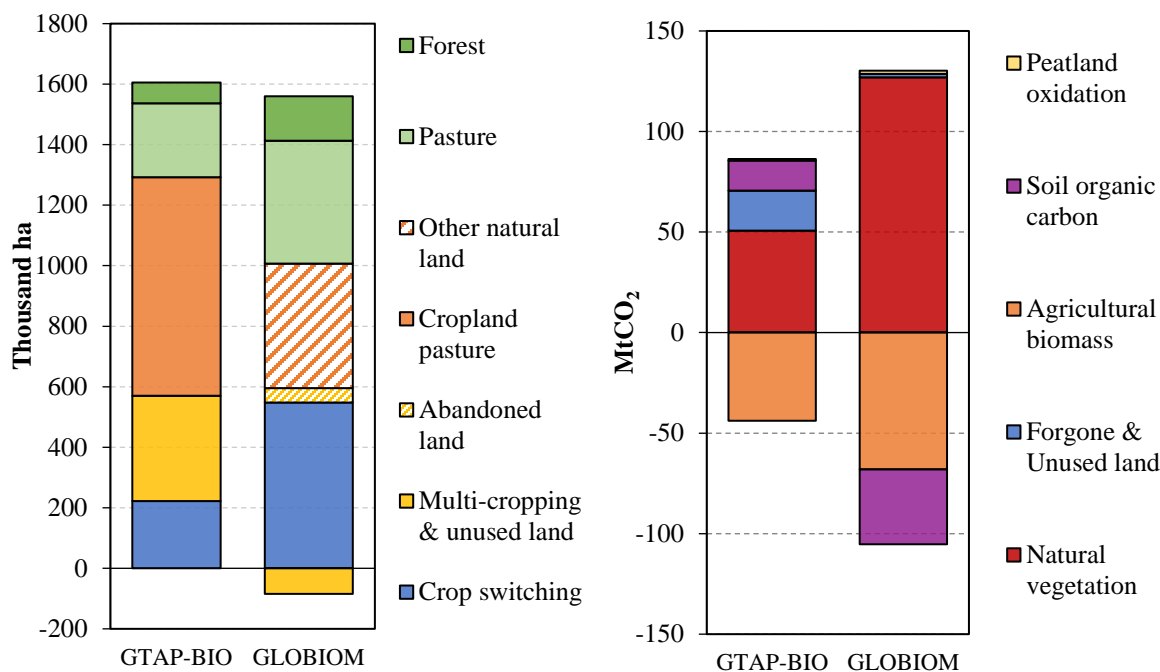 1800
1600
1400
1200
1000
800
600
400
200
0
-200
Thousand ha
GTAP-BIO GLOBIOM
Forest
Pasture
Other natural
land
Cropland
pasture
Abandoned
land
Multi-cropping
& unused land
Crop switching
150
100
50
0
-50
-100
-150
MtCO₂
GTAP-BIO GLOBIOM
Peatland
oxidation
Soil organic
carbon
Agricultural
biomass
Forgone &
Unused land
Natural
vegetation